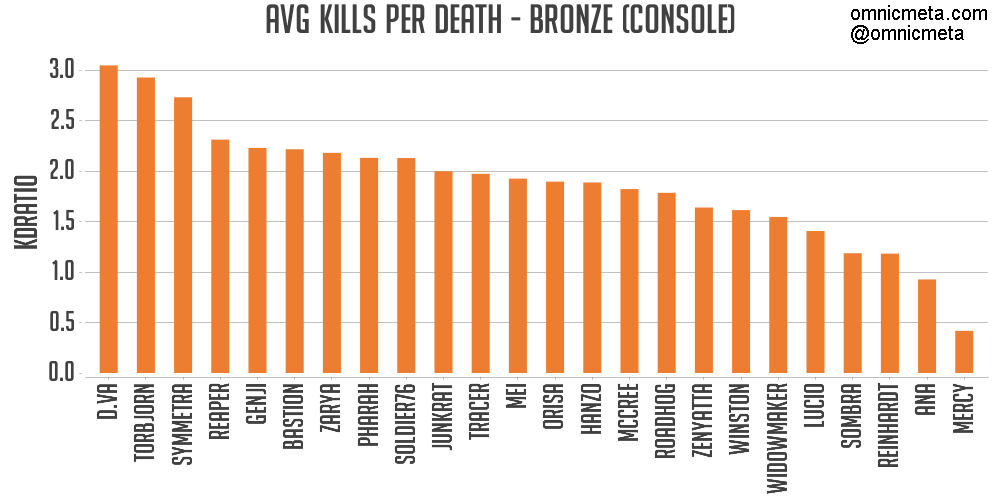 AVG KILLS PER DEATH - BRONZE (CONSOLE)
omnicmeta.com
@omnicmeta
KDRATIO
3.0
2.5
2.0
1.5
1.0
0.5
0.0
D.VA
TORBJORN
SYMMETRA
REAPER
GENJI
BASTION
ZARYA
PHARAH
SOLDIER76
JUNKRAT
TRACER
MEI
ORISA
HANZO
MCCREE
ROADHOG
ZENYATTA
WINSTON
WIDOWMAKER
LUCIO
SOMBRA
REINHARDT
ANA
MERCY